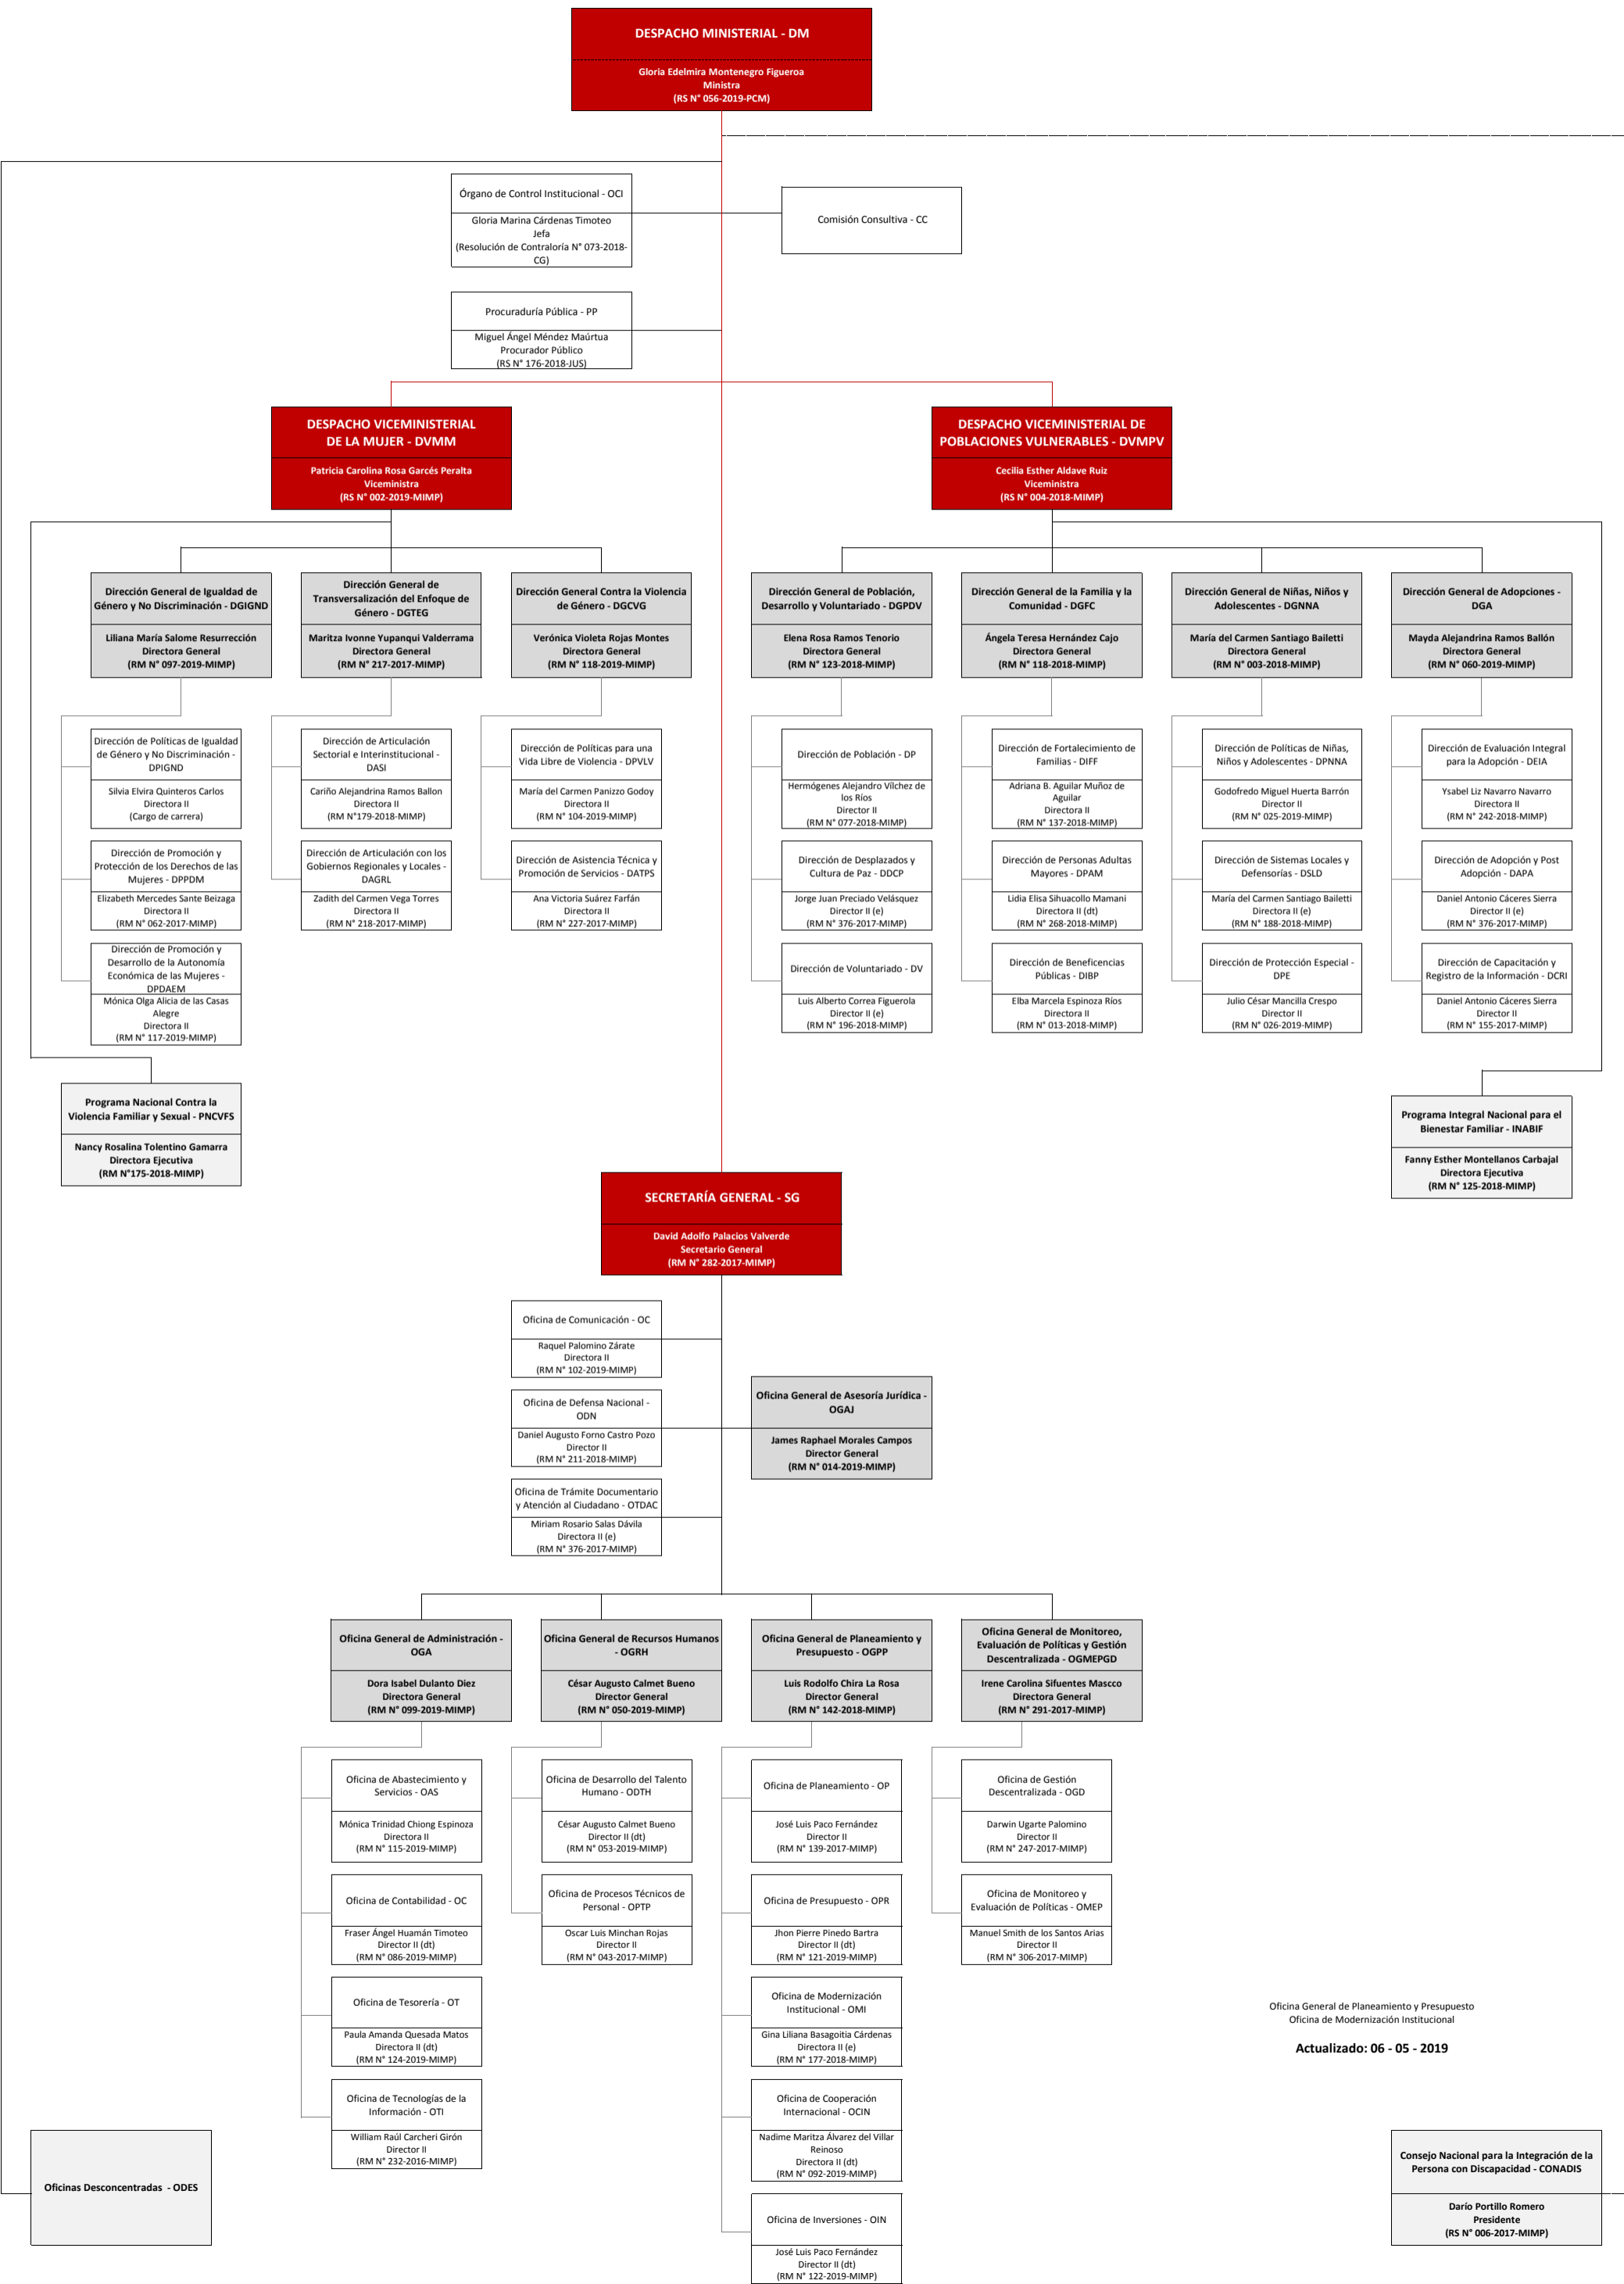 DESPACHO MINISTERIAL - DM
Gloria Edelmira Montenegro Figueroa
Ministra
(RS N° 056-2019-PCM)
Órgano de Control Institucional - OCI
Gloria Marina Cárdenas Timoteo
Jefa
(Resolución de Contraloría N° 073-2018-
CG)
Comisión Consultiva - CC
Procuraduría Pública - PP
Miguel Ángel Méndez Maúrtua
Procurador Público
(RS N° 176-2018-JUS)
DESPACHO VICEMINISTERIAL
DE LA MUJER - DVMM
Patricia Carolina Rosa Garcés Peralta
Viceministra
(RS N° 002-2019-MIMP)
DESPACHO VICEMINISTERIAL DE
POBLACIONES VULNERABLES - DVMPV
Cecilia Esther Aldave Ruiz
Viceministra
(RS N° 004-2018-MIMP)
Dirección General de Igualdad de
Género y No Discriminación - DGIGND
Liliana María Salome Resurrección
Directora General
(RM N° 097-2019-MIMP)
Dirección General de
Transversalización del Enfoque de
Género - DGTEG
Maritza Ivonne Yupanqui Valderrama
Directora General
(RM N° 217-2017-MIMP)
Dirección General Contra la Violencia
de Género - DGCVG
Verónica Violeta Rojas Montes
Directora General
(RM N° 118-2019-MIMP)
Dirección General de Población,
Desarrollo y Voluntariado - DGPDV
Elena Rosa Ramos Tenorio
Directora General
(RM N° 123-2018-MIMP)
Dirección General de la Familia y la
Comunidad - DGFC
Ángela Teresa Hernández Cajo
Directora General
(RM N° 118-2018-MIMP)
Dirección General de Niñas, Niños y
Adolescentes - DGNNA
María del Carmen Santiago Bailetti
Directora General
(RM N° 003-2018-MIMP)
Dirección General de Adopciones -
DGA
Mayda Alejandrina Ramos Ballón
Directora General
(RM N° 060-2019-MIMP)
Dirección de Políticas de Igualdad
de Género y No Discriminación -
DPIGND
Silvia Elvira Quinteros Carlos
Directora II
(Cargo de carrera)
Dirección de Articulación
Sectorial e Interinstitucional -
DASI
Cariño Alejandrina Ramos Ballon
Directora II
(RM N°179-2018-MIMP)
Dirección de Políticas para una
Vida Libre de Violencia - DPVLV
María del Carmen Panizzo Godoy
Directora II
(RM N° 104-2019-MIMP)
Dirección de Población - DP
Hermógenes Alejandro Vílchez de
los Ríos
Director II
(RM N° 077-2018-MIMP)
Dirección de Fortalecimiento de
Familias - DIFF
Adriana B. Aguilar Muñoz de
Aguilar
Directora II
(RM N° 137-2018-MIMP)
Dirección de Políticas de Niñas,
Niños y Adolescentes - DPNNA
Godofredo Miguel Huerta Barrón
Director II
(RM N° 025-2019-MIMP)
Dirección de Evaluación Integral
para la Adopción - DEIA
Ysabel Liz Navarro Navarro
Directora II
(RM N° 242-2018-MIMP)
Dirección de Promoción y
Protección de los Derechos de las
Mujeres - DPPDM
Elizabeth Mercedes Sante Beizaga
Directora II
(RM N° 062-2017-MIMP)
Dirección de Articulación con los
Gobiernos Regionales y Locales -
DAGRL
Zadith del Carmen Vega Torres
Directora II
(RM N° 218-2017-MIMP)
Dirección de Asistencia Técnica y
Promoción de Servicios - DATPS
Ana Victoria Suárez Farfán
Directora II
(RM N° 227-2017-MIMP)
Dirección de Desplazados y
Cultura de Paz - DDCP
Jorge Juan Preciado Velásquez
Director II (e)
(RM N° 376-2017-MIMP)
Dirección de Personas Adultas
Mayores - DPAM
Lidia Elisa Sihuacollo Mamani
Directora II (dt)
(RM N° 268-2018-MIMP)
Dirección de Sistemas Locales y
Defensorías - DSLD
María del Carmen Santiago Bailetti
Directora II (e)
(RM N° 188-2018-MIMP)
Dirección de Adopción y Post
Adopción - DAPA
Daniel Antonio Cáceres Sierra
Director II (e)
(RM N° 376-2017-MIMP)
Dirección de Promoción y
Desarrollo de la Autonomía
Económica de las Mujeres -
DPDAEM
Mónica Olga Alicia de las Casas
Alegre
Directora II
(RM N° 117-2019-MIMP)
Dirección de Voluntariado - DV
Luis Alberto Correa Figuerola
Director II (e)
(RM N° 196-2018-MIMP)
Dirección de Beneficencias
Públicas - DIBP
Elba Marcela Espinoza Ríos
Directora II
(RM N° 013-2018-MIMP)
Dirección de Protección Especial -
DPE
Julio César Mancilla Crespo
Director II
(RM N° 026-2019-MIMP)
Dirección de Capacitación y
Registro de la Información - DCRI
Daniel Antonio Cáceres Sierra
Director II
(RM N° 155-2017-MIMP)
Programa Nacional Contra la
Violencia Familiar y Sexual - PNCVFS
Nancy Rosalina Tolentino Gamarra
Directora Ejecutiva
(RM N°175-2018-MIMP)
Programa Integral Nacional para el
Bienestar Familiar - INABIF
Fanny Esther Montellanos Carbajal
Directora Ejecutiva
(RM N° 125-2018-MIMP)
SECRETARÍA GENERAL - SG
David Adolfo Palacios Valverde
Secretario General
(RM N° 282-2017-MIMP)
Oficina de Comunicación - OC
Raquel Palomino Zárate
Directora II
(RM N° 102-2019-MIMP)
Oficina de Defensa Nacional -
ODN
Daniel Augusto Forno Castro Pozo
Director II
(RM N° 211-2018-MIMP)
Oficina General de Asesoría Jurídica -
OGAJ
James Raphael Morales Campos
Director General
(RM N° 014-2019-MIMP)
Oficina de Trámite Documentario
y Atención al Ciudadano - OTDAC
Miriam Rosario Salas Dávila
Directora II (e)
(RM N° 376-2017-MIMP)
Oficina General de Administración -
OGA
Dora Isabel Dulanto Diez
Directora General
(RM N° 099-2019-MIMP)
Oficina General de Recursos Humanos
- OGRH
César Augusto Calmet Bueno
Director General
(RM N° 050-2019-MIMP)
Oficina General de Planeamiento y
Presupuesto - OGPP
Luis Rodolfo Chira La Rosa
Director General
(RM N° 142-2018-MIMP)
Oficina General de Monitoreo,
Evaluación de Políticas y Gestión
Descentralizada - OGMEPGD
Irene Carolina Sifuentes Mascco
Directora General
(RM N° 291-2017-MIMP)
Oficina de Abastecimiento y
Servicios - OAS
Mónica Trinidad Chiong Espinoza
Directora II
(RM N° 115-2019-MIMP)
Oficina de Desarrollo del Talento
Humano - ODTH
César Augusto Calmet Bueno
Director II (dt)
(RM N° 053-2019-MIMP)
Oficina de Planeamiento - OP
José Luis Paco Fernández
Director II
(RM N° 139-2017-MIMP)
Oficina de Gestión
Descentralizada - OGD
Darwin Ugarte Palomino
Director II
(RM N° 247-2017-MIMP)
Oficina de Contabilidad - OC
Fraser Ángel Huamán Timoteo
Director II (dt)
(RM N° 086-2019-MIMP)
Oficina de Procesos Técnicos de
Personal - OPTP
Oscar Luis Minchan Rojas
Director II
(RM N° 043-2017-MIMP)
Oficina de Presupuesto - OPR
Jhon Pierre Pinedo Bartra
Director II (dt)
(RM N° 121-2019-MIMP)
Oficina de Monitoreo y
Evaluación de Políticas - OMEP
Manuel Smith de los Santos Arias
Director II
(RM N° 306-2017-MIMP)
Oficina de Tesorería - OT
Paula Amanda Quesada Matos
Directora II (dt)
(RM N° 124-2019-MIMP)
Oficina de Modernización
Institucional - OMI
Gina Liliana Basagoitia Cárdenas
Directora II (e)
(RM N° 177-2018-MIMP)
Oficina General de Planeamiento y Presupuesto
Oficina de Modernización Institucional
Actualizado: 06 - 05 - 2019
Oficina de Tecnologías de la
Información - OTI
William Raúl Carcheri Girón
Director II
(RM N° 232-2016-MIMP)
Oficina de Cooperación
Internacional - OCIN
Nadime Maritza Álvarez del Villar
Reinoso
Directora II (dt)
(RM N° 092-2019-MIMP)
Oficinas Desconcentradas - ODES
Consejo Nacional para la Integración de la
Persona con Discapacidad - CONADIS
Darío Portillo Romero
Presidente
(RS N° 006-2017-MIMP)
Oficina de Inversiones - OIN
José Luis Paco Fernández
Director II (dt)
(RM N° 122-2019-MIMP)